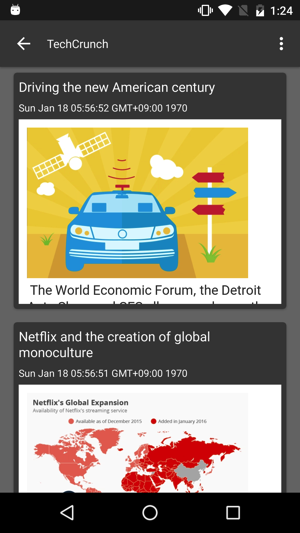 1:24
TechCrunch
Driving the new American century
Sun Jan 18 05:56:52 GMT+09:00 1970
The World Economic Forum, the Detroit
Netflix and the creation of global
monoculture
Sun Jan 18 05:56:51 GMT+09:00 1970
Netflix's Global Expansion
Availability of Netflix's streaming service
Available as of December 2015 Added in January 2016